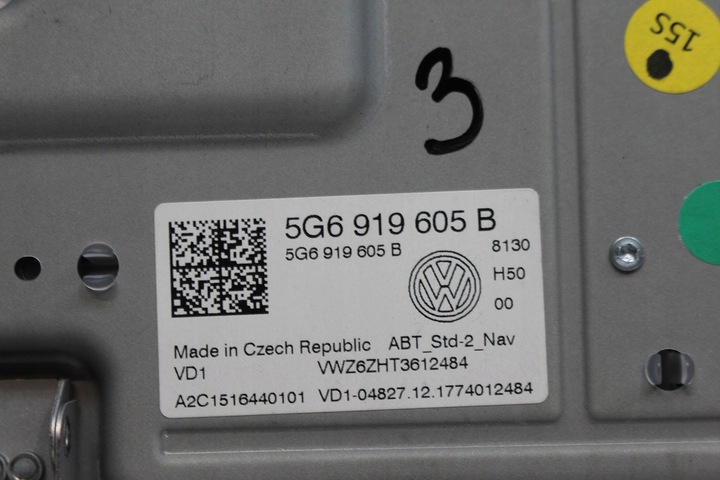 15S
3
5G6 919 605 B
5G6 919 605 B
8130
H50
00
Made in Czech Republic ABT_Std-2_Nav
VD1 VWZ6ZHT3612484
A2C1516440101 VD1-04827.12.1774012484